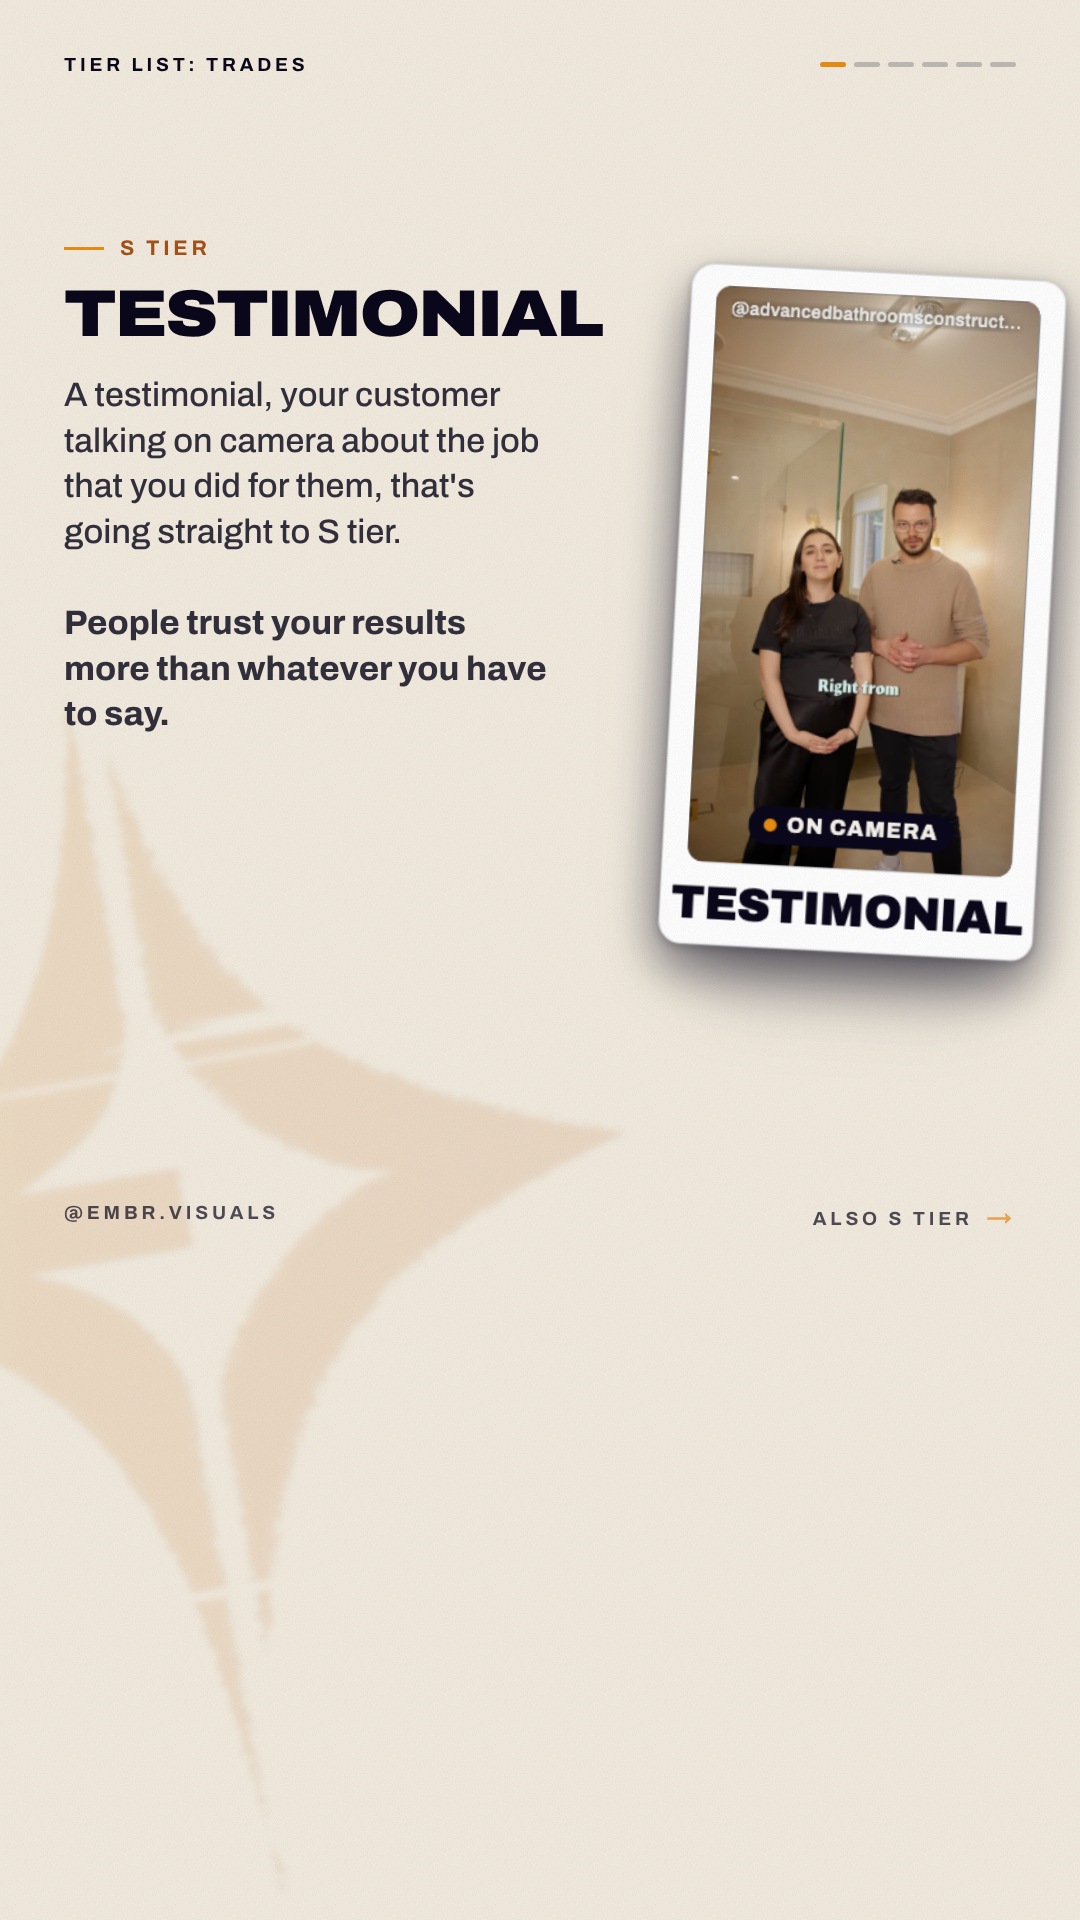 TIER LIST: TRADES
S TIER
TESTIMONIAL
A testimonial, your customer
talking on camera about the job
that you did for them, that's
going straight to S tier.
People trust your results
more than whatever you have
to say.
@advancedbathroomsconstruct...
Right from
ON CAMERA
TESTIMONIAL
@EMBR.VISUALS
ALSO S TIER →